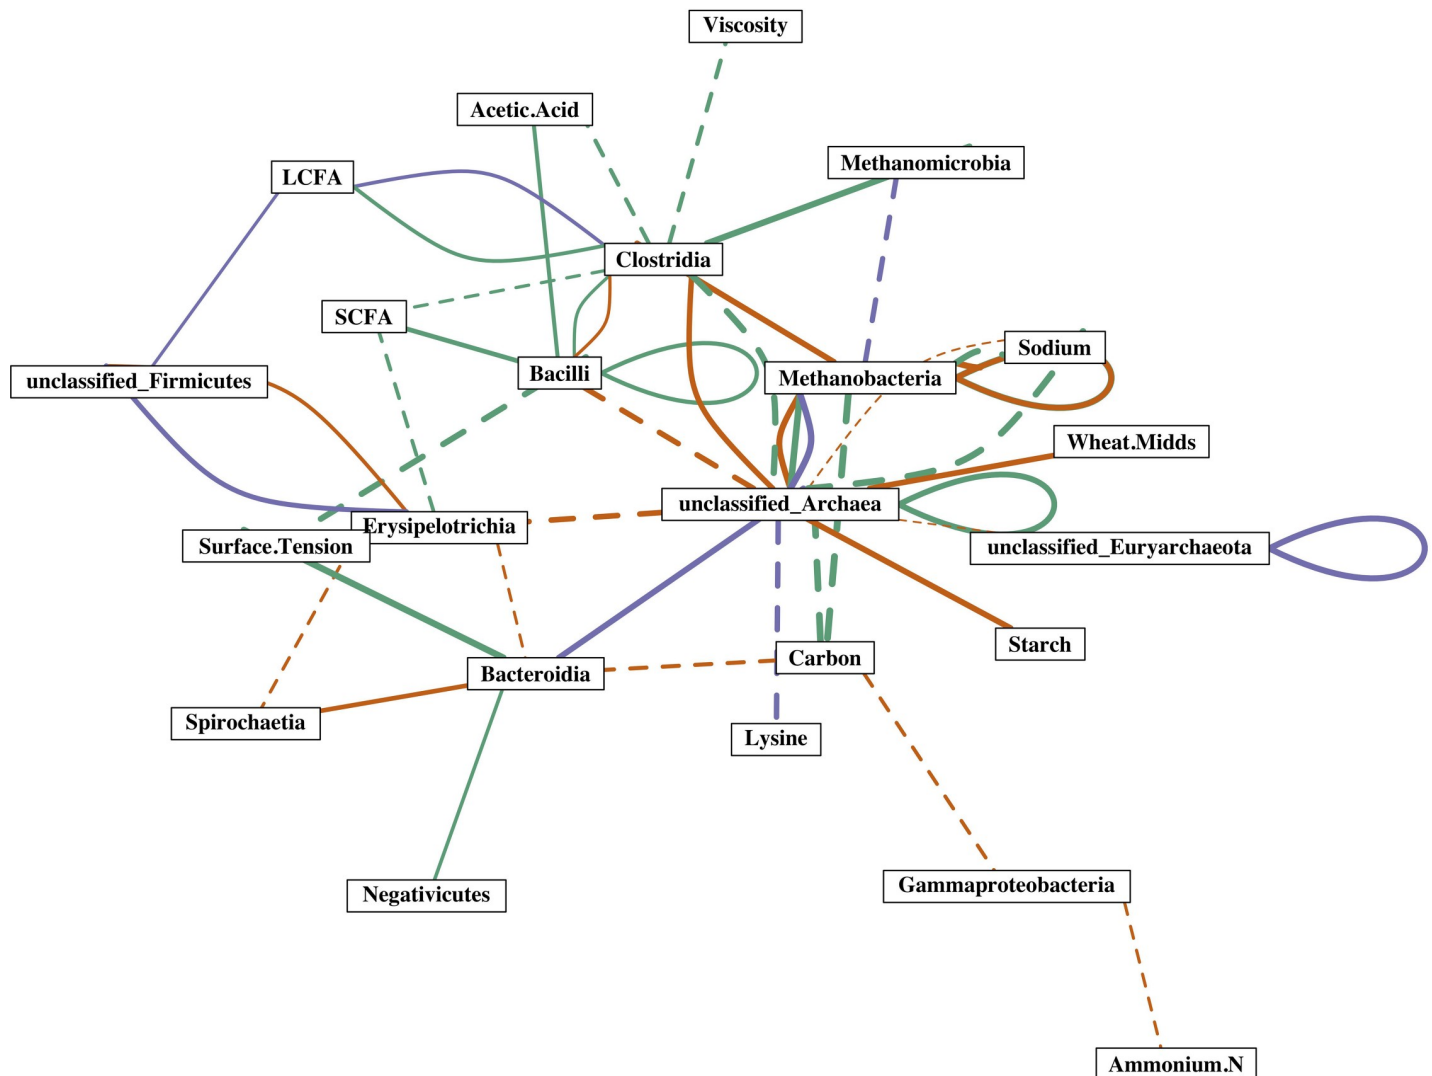 Viscosity
Acetic.Acid
Methanomicrobia
LCFA
Clostridia
SCFA
Sodium
Bacilli
Methanobacteria
unclassified_Firmicutes
Wheat.Midds
unclassified_Archaea
Erysipelotrichia
Surface.Tension
unclassified_Euryarchaeota
Starch
Carbon
Bacteroidia
Spirochaetia
Lysine
Gammaproteobacteria
Negativicutes
Ammonium.N